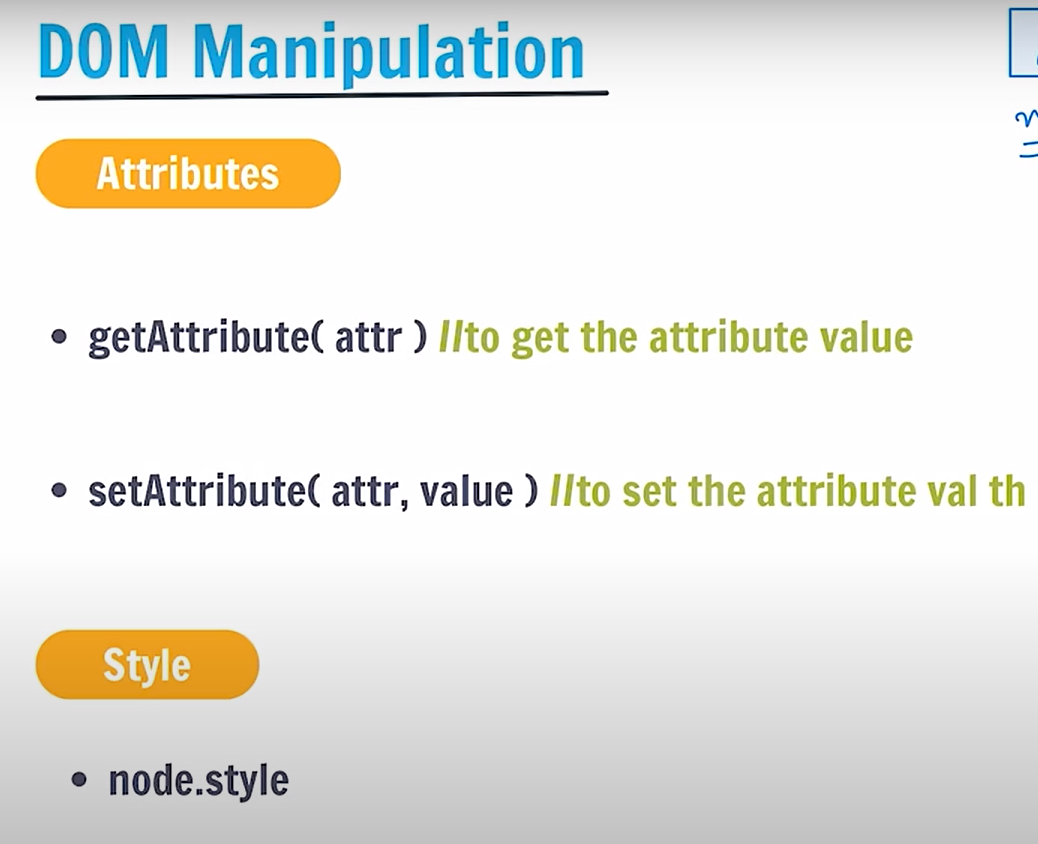 DOM Manipulation
Attributes
• getAttribute( attr ) //to get the attribute value
• setAttribute( attr, value ) //to set the attribute val th
Style
• node.style